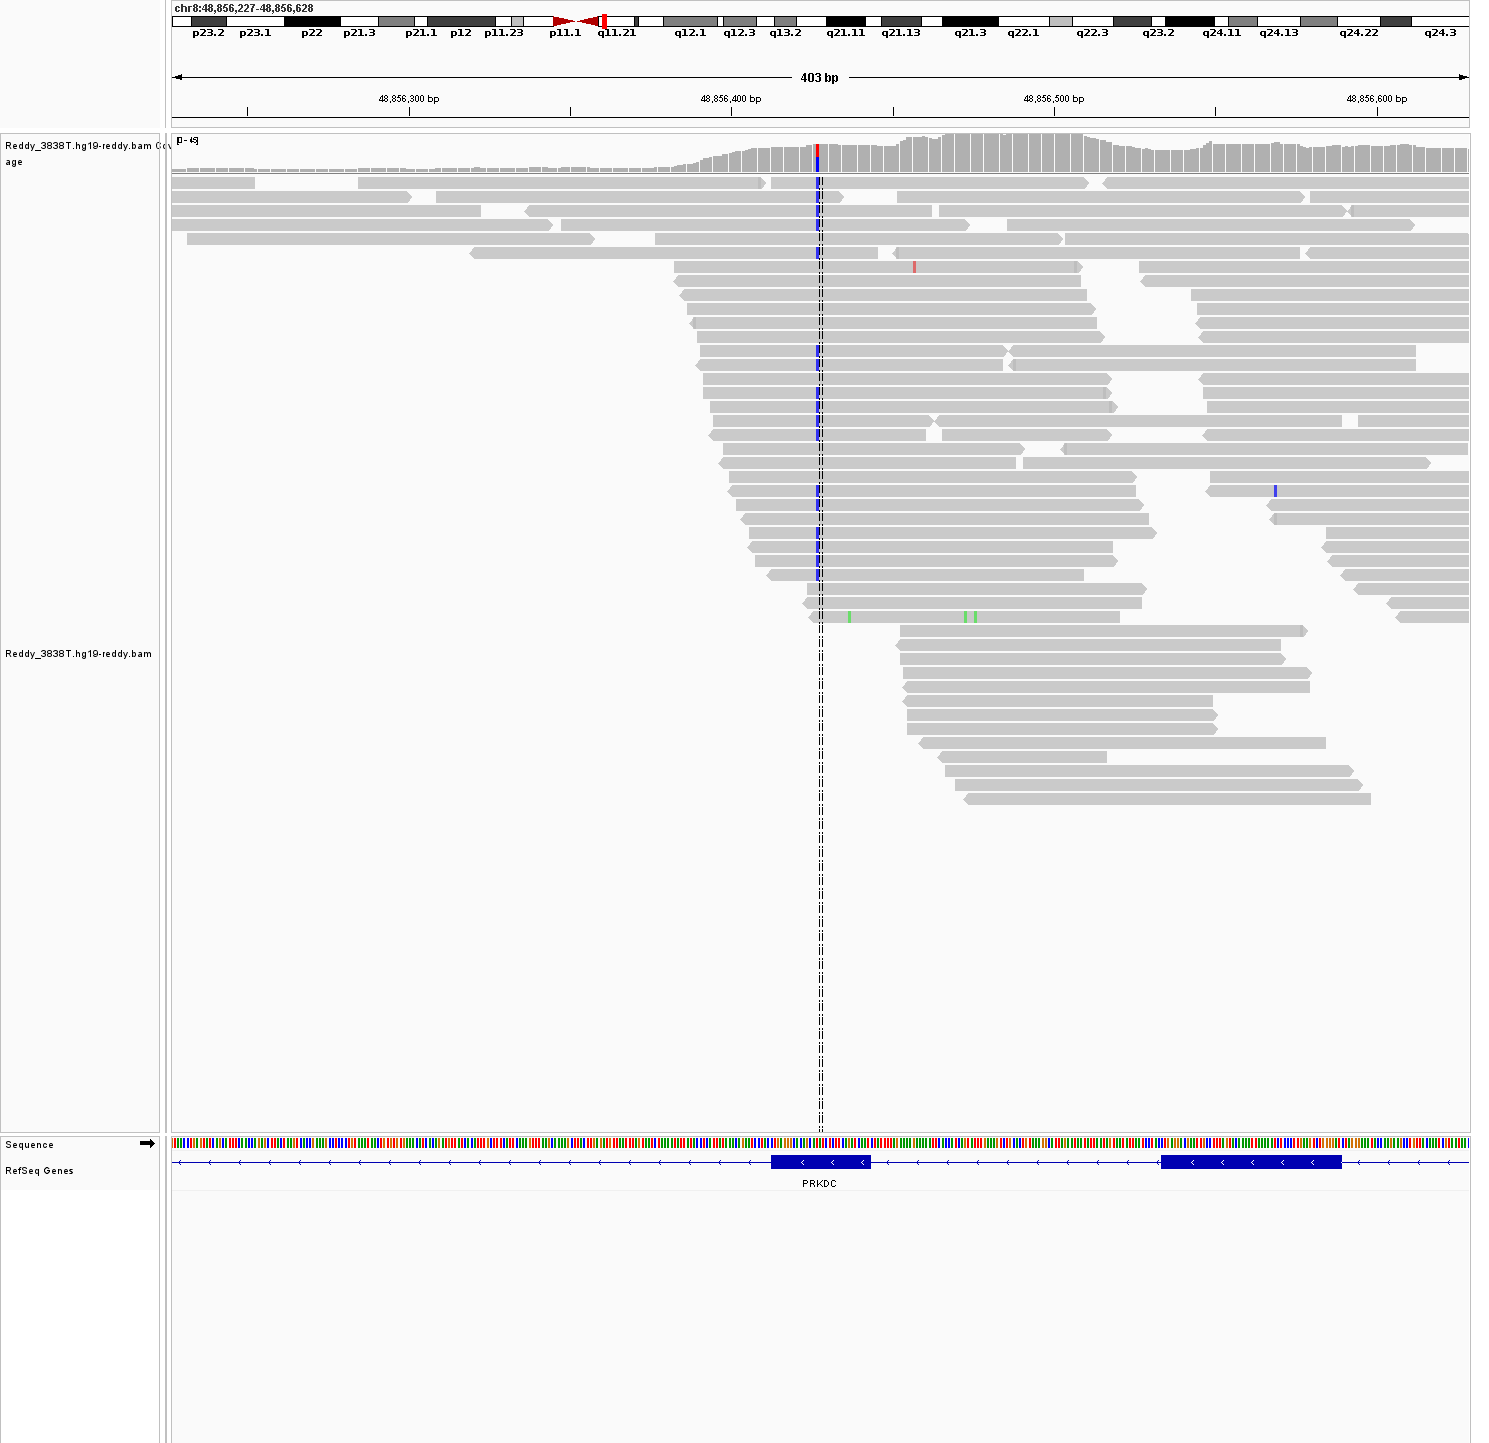 chr8:48,856,227-48,856,628
p23.2 p23.1 p22 p21.3 p21.1 p12 p11.23 p11.1 q11.21 q12.1 q12.3 q13.2 q21.11 q21.13 q21.3 q22.1 q22.3 q23.2 q24.11 q24.13 q24.22 q24.3
403 bp
48,856,300 bp 48,856,400 bp 48,856,500 bp 48,856,600 bp
[0 - 45]
Reddy_3838T.hg19-reddy.bam Cov
age
Reddy_3838T.hg19-reddy.bam
Sequence
RefSeq Genes
PRKDC